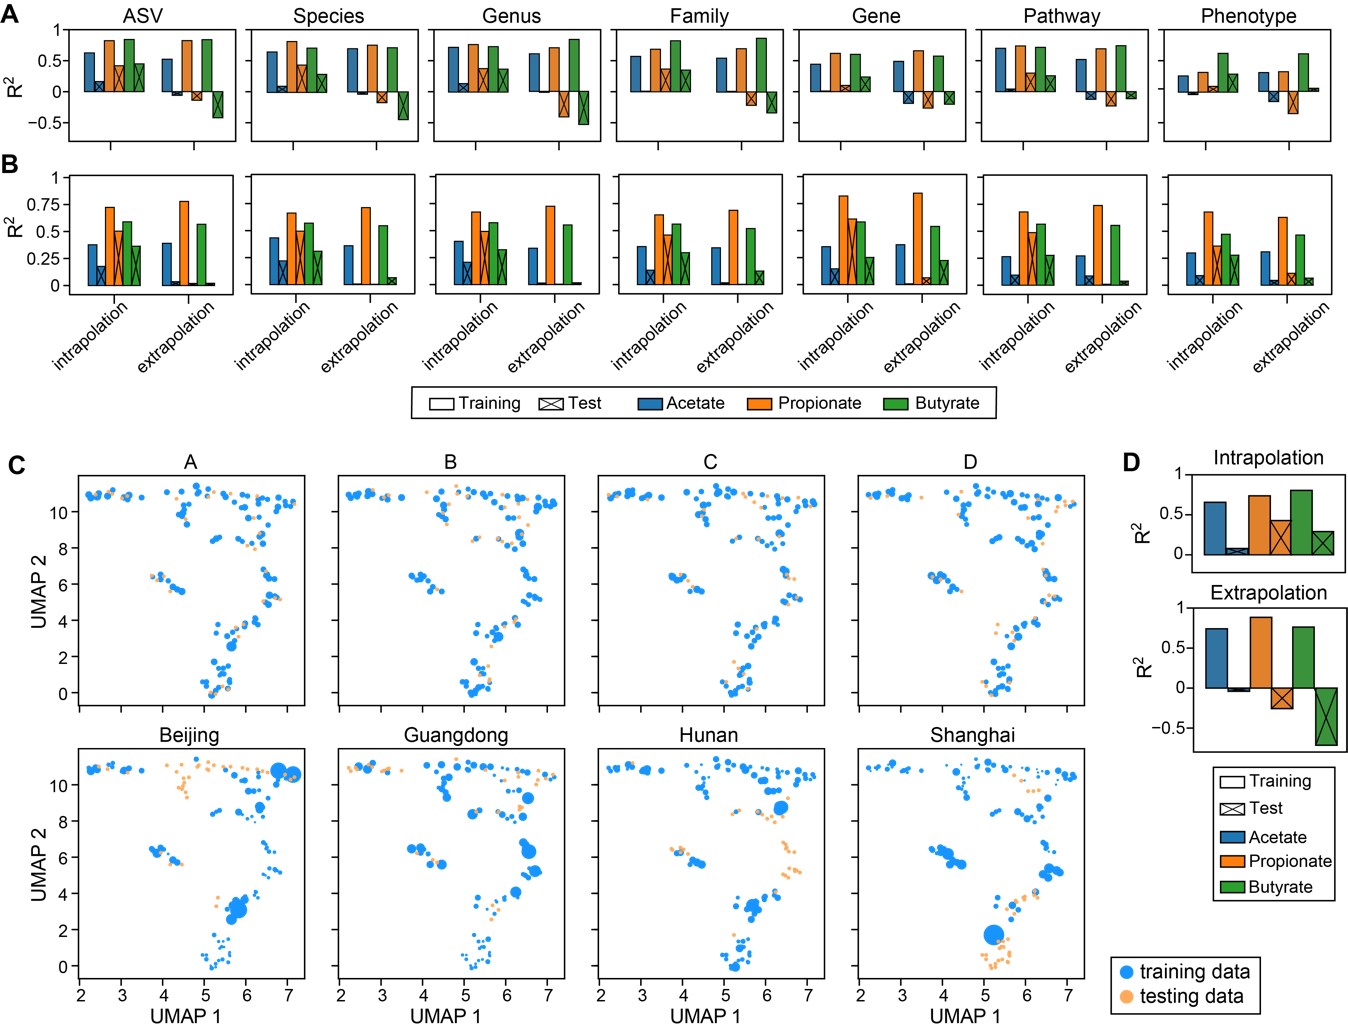 A
ASV
Species
Genus
Family
Gene
Pathway
Phenotype
R²
1
0.5
0
−0.5
B
R²
1
0.75
0.5
0.25
0
intrapolation
extrapolation
intrapolation
extrapolation
intrapolation
extrapolation
intrapolation
extrapolation
intrapolation
extrapolation
intrapolation
extrapolation
intrapolation
extrapolation
Training Test Acetate Propionate Butyrate
C
A
B
C
D
UMAP 2
10
8
6
4
2
0
Beijing
Guangdong
Hunan
Shanghai
UMAP 2
10
8
6
4
2
0
2 3 4 5 6 7
2 3 4 5 6 7
2 3 4 5 6 7
2 3 4 5 6 7
UMAP 1
UMAP 1
UMAP 1
UMAP 1
D
Intrapolation
R²
1
0.5
0
Extrapolation
R²
1
0.5
0
−0.5
Training
Test
Acetate
Propionate
Butyrate
training data
testing data